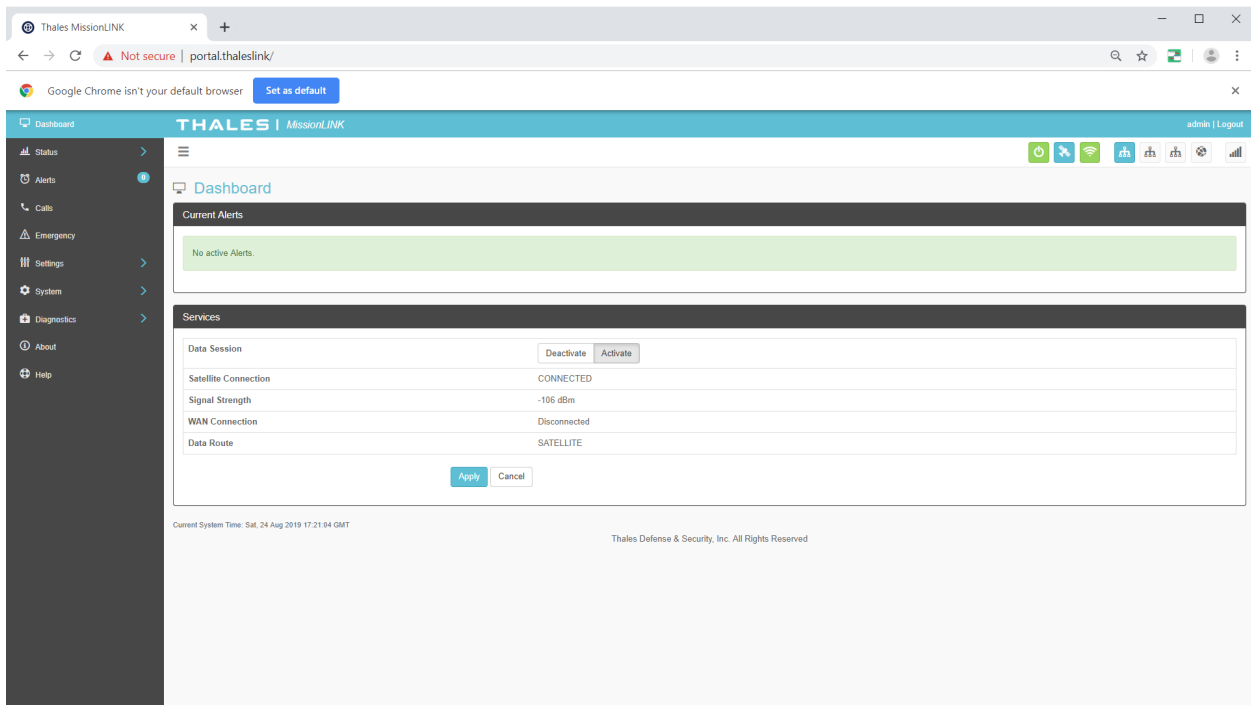 Thales MissionLINK
Not secure | portal.thaleslink/
Google Chrome isn't your default browser Set as default
Dashboard
THALES | MissionLINK
admin | Logout
Status
Alerts 0
Calls
Emergency
Settings
System
Diagnostics
About
Help
Dashboard
Current Alerts
No active Alerts.
Services
Data Session Deactivate Activate
Satellite Connection CONNECTED
Signal Strength -106 dBm
WAN Connection Disconnected
Data Route SATELLITE
Apply Cancel
Current System Time: Sat, 24 Aug 2019 17:21:04 GMT
Thales Defense & Security, Inc. All Rights Reserved